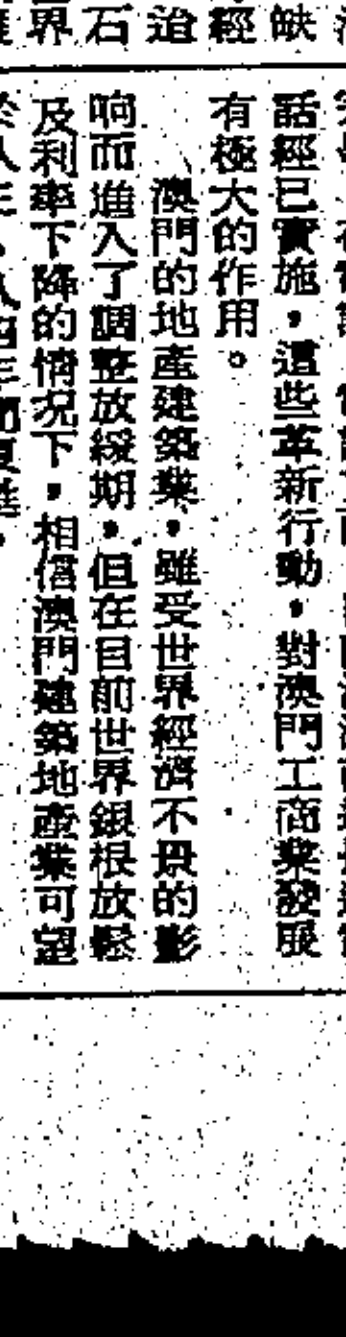 缺
經
治
石
界
話經已實施，這些革新行動，對澳門工商業發展
有極大的作用。
澳門的地產建築業，雖受世界經濟不景的影
响而進入了調整放緩期，但在目前世界銀根放鬆
及利率下降的情況下，相信澳門建築地產業可望